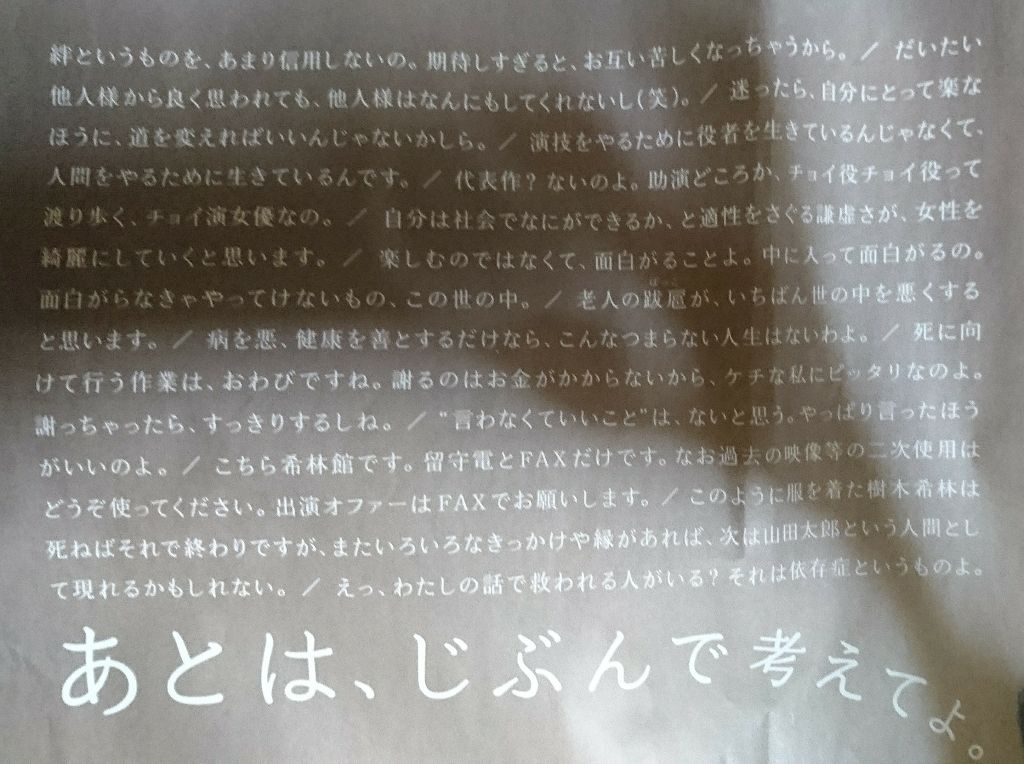 絆というものを、あまり信用しないの。期待しすぎると、お互い苦しくなっちゃうから。／ だいたい
他人様から良く思われても、他人様はなんにもしてくれないし（笑）。／ 迷ったら、自分にとって楽な
ほうに、道を変えればいいんじゃないかしら。／ 演技をやるために役者を生きているんじゃなくて、
人間をやるために生きているんです。／ 代表作？ ないのよ。助演どころか、チョイ役チョイ役って
渡り歩く、チョイ演女優なの。／ 自分は社会でなにができるか、と適性をさぐる謙虚さが、女性を
綺麗にしていくと思います。／ 楽しむのではなくて、面白がることよ。中に入って面白がるの。
面白がらなきゃやってけないもの、この世の中。／ 老人の跋扈が、いちばん世の中を悪くする
と思います。／ 病を悪、健康を善とするだけなら、こんなつまらない人生はないわよ。／ 死に向
けて行う作業は、おわびですね。謝るのはお金がかからないから、ケチな私にピッタリなのよ。
謝っちゃったら、すっきりするしね。／ “言わなくていいこと”は、ないと思う。やっぱり言ったほう
がいいのよ。／ こちら希林館です。留守電とFAXだけです。なお過去の映像等の二次使用は
どうぞ使ってください。出演オファーはFAXでお願いします。／ このように服を着た樹木希林は
死ねばそれで終わりですが、またいろいろなきっかけや縁があれば、次は山田太郎という人間とし
て現れるかもしれない。／ えっ、わたしの話で救われる人がいる？ それは依存症というものよ。
あとは、じぶんで考えてよ。